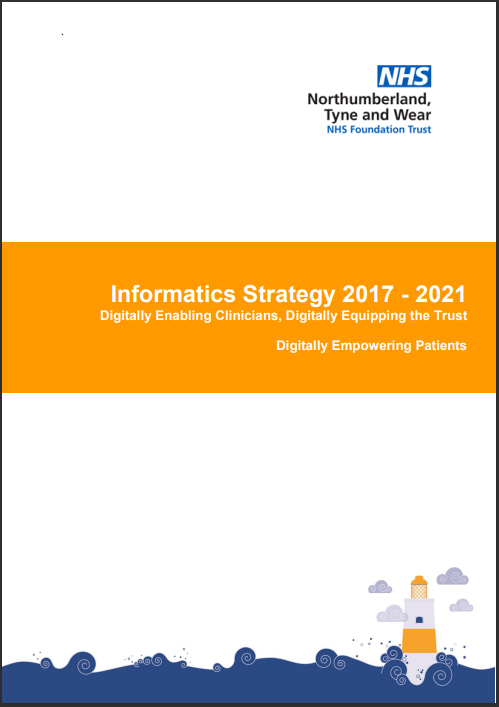 NHS
Northumberland,
Tyne and Wear
NHS Foundation Trust
Informatics Strategy 2017 - 2021
Digitally Enabling Clinicians, Digitally Equipping the Trust
Digitally Empowering Patients